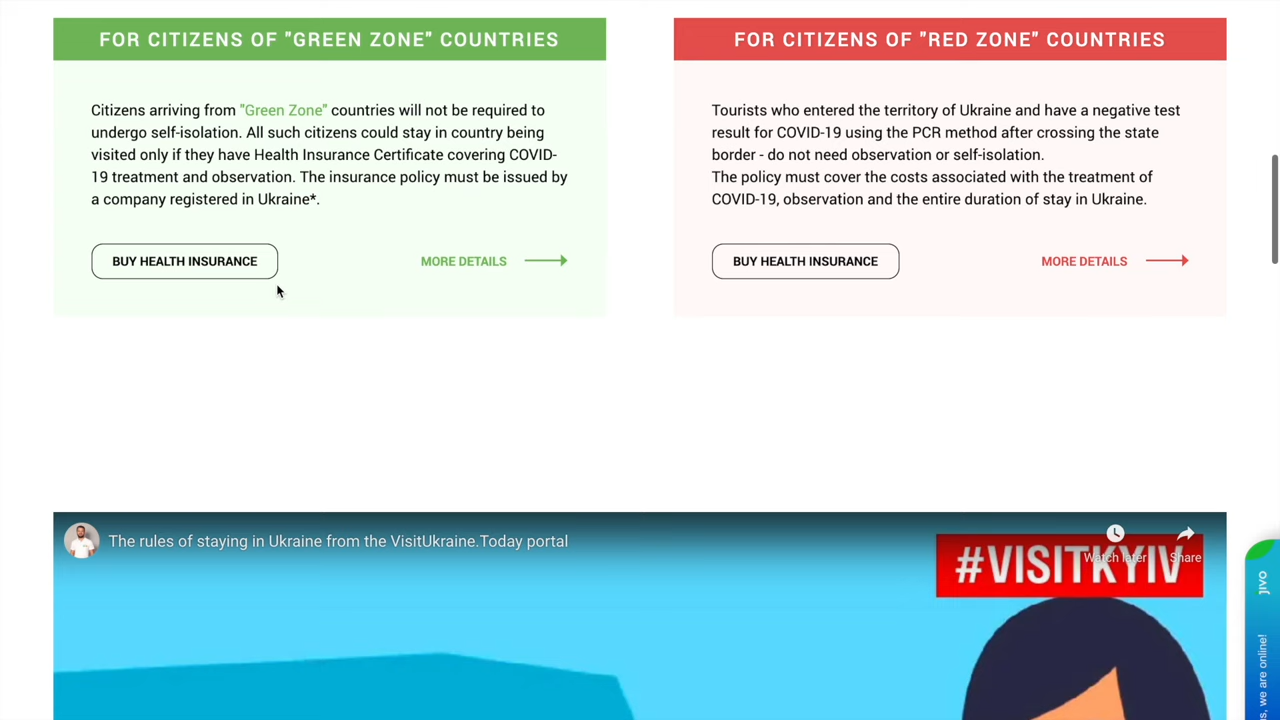 FOR CITIZENS OF "GREEN ZONE" COUNTRIES
Citizens arriving from "Green Zone" countries will not be required to
undergo self-isolation. All such citizens could stay in country being
visited only if they have Health Insurance Certificate covering COVID-
19 treatment and observation. The insurance policy must be issued by
a company registered in Ukraine*.
BUY HEALTH INSURANCE
MORE DETAILS
FOR CITIZENS OF "RED ZONE" COUNTRIES
Tourists who entered the territory of Ukraine and have a negative test
result for COVID-19 using the PCR method after crossing the state
border - do not need observation or self-isolation.
The policy must cover the costs associated with the treatment of
COVID-19, observation and the entire duration of stay in Ukraine.
BUY HEALTH INSURANCE
MORE DETAILS
The rules of staying in Ukraine from the VisitUkraine.Today portal
#VISITKYIV
Watch later
Share
JIVO
we are online!